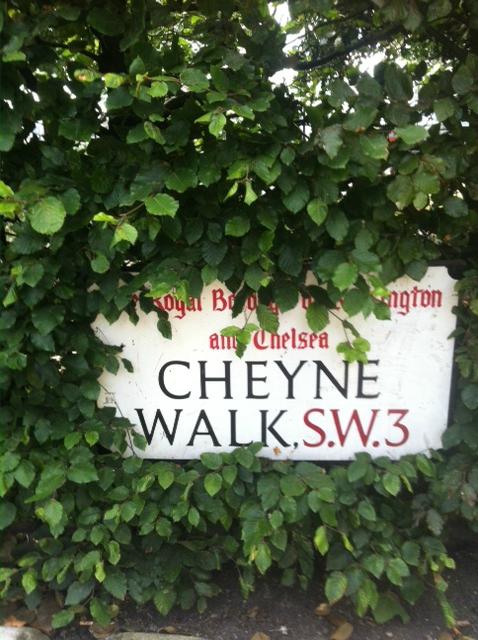 Royal
and Chelsea
CHEYNE
WALK, S.W.3